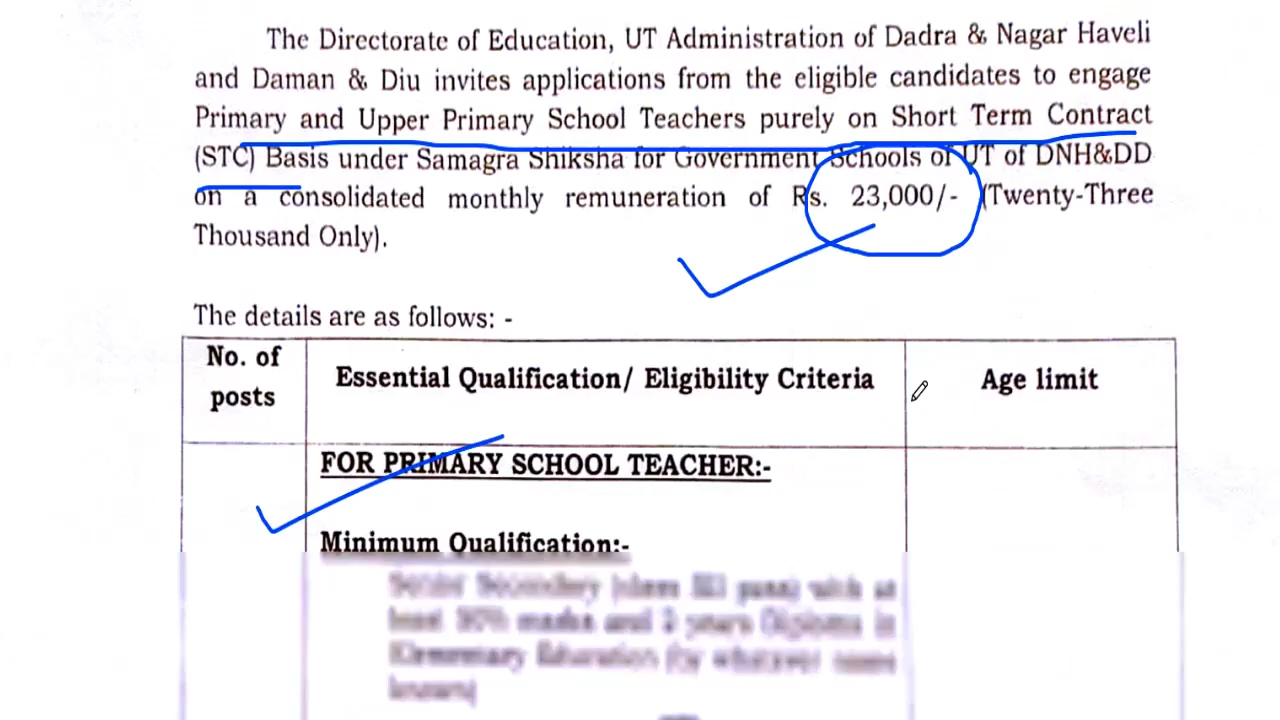 The Directorate of Education, UT Administration of Dadra & Nagar Haveli
and Daman & Diu invites applications from the eligible candidates to engage
Primary and Upper Primary School Teachers purely on Short Term Contract
(STC) Basis under Samagra Shiksha for Government Schools of UT of DNH&DD
on a consolidated monthly remuneration of Rs. 23,000/- (Twenty-Three
Thousand Only).
The details are as follows: -
No. of
posts
Essential Qualification/ Eligibility Criteria
Age limit
FOR PRIMARY SCHOOL TEACHER:-
Minimum Qualification:-